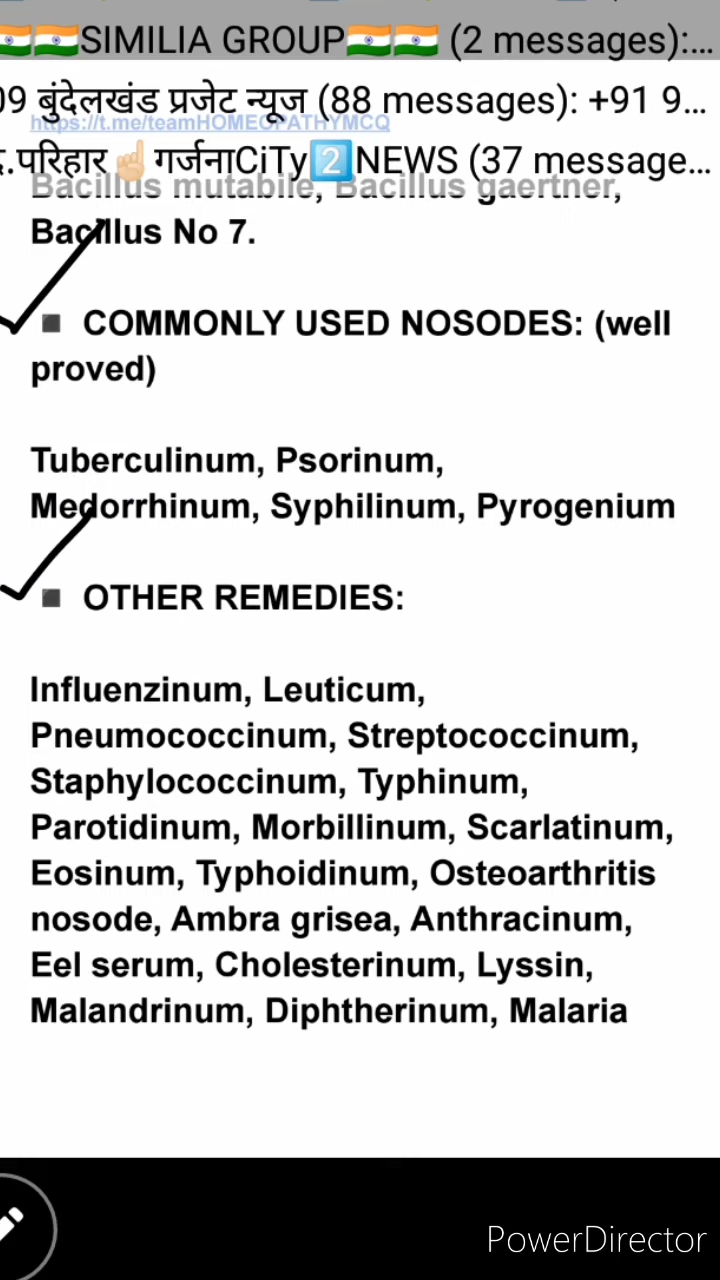 🇮🇳🇮🇳SIMILIA GROUP🇮🇳🇮🇳 (2 messages):...
09 बुंदेलखंड प्रजेट न्यूज (88 messages): +91 9...
https://t.me/teamHOMEOPATHYMCQ
.परिहार☝🏼गर्जनाCiTy2️⃣NEWS (37 message...
Bacillus mutabile, Bacillus gaertner,
Bacillus No 7.
▪ COMMONLY USED NOSODES: (well
proved)
Tuberculinum, Psorinum,
Medorrhinum, Syphilinum, Pyrogenium
▪ OTHER REMEDIES:
Influenzinum, Leuticum,
Pneumococcinum, Streptococcinum,
Staphylococcinum, Typhinum,
Parotidinum, Morbillinum, Scarlatinum,
Eosinum, Typhoidinum, Osteoarthritis
nosode, Ambra grisea, Anthracinum,
Eel serum, Cholesterinum, Lyssin,
Malandrinum, Diphtherinum, Malaria
PowerDirector